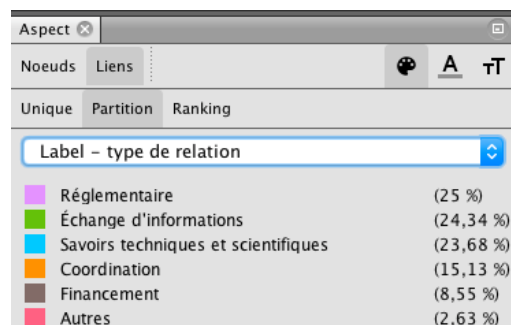 Aspect
Noeuds Liens A TT
Unique Partition Ranking
Label – type de relation
Réglementaire (25 %)
Échange d'informations (24,34 %)
Savoirs techniques et scientifiques (23,68 %)
Coordination (15,13 %)
Financement (8,55 %)
Autres (2,63 %)